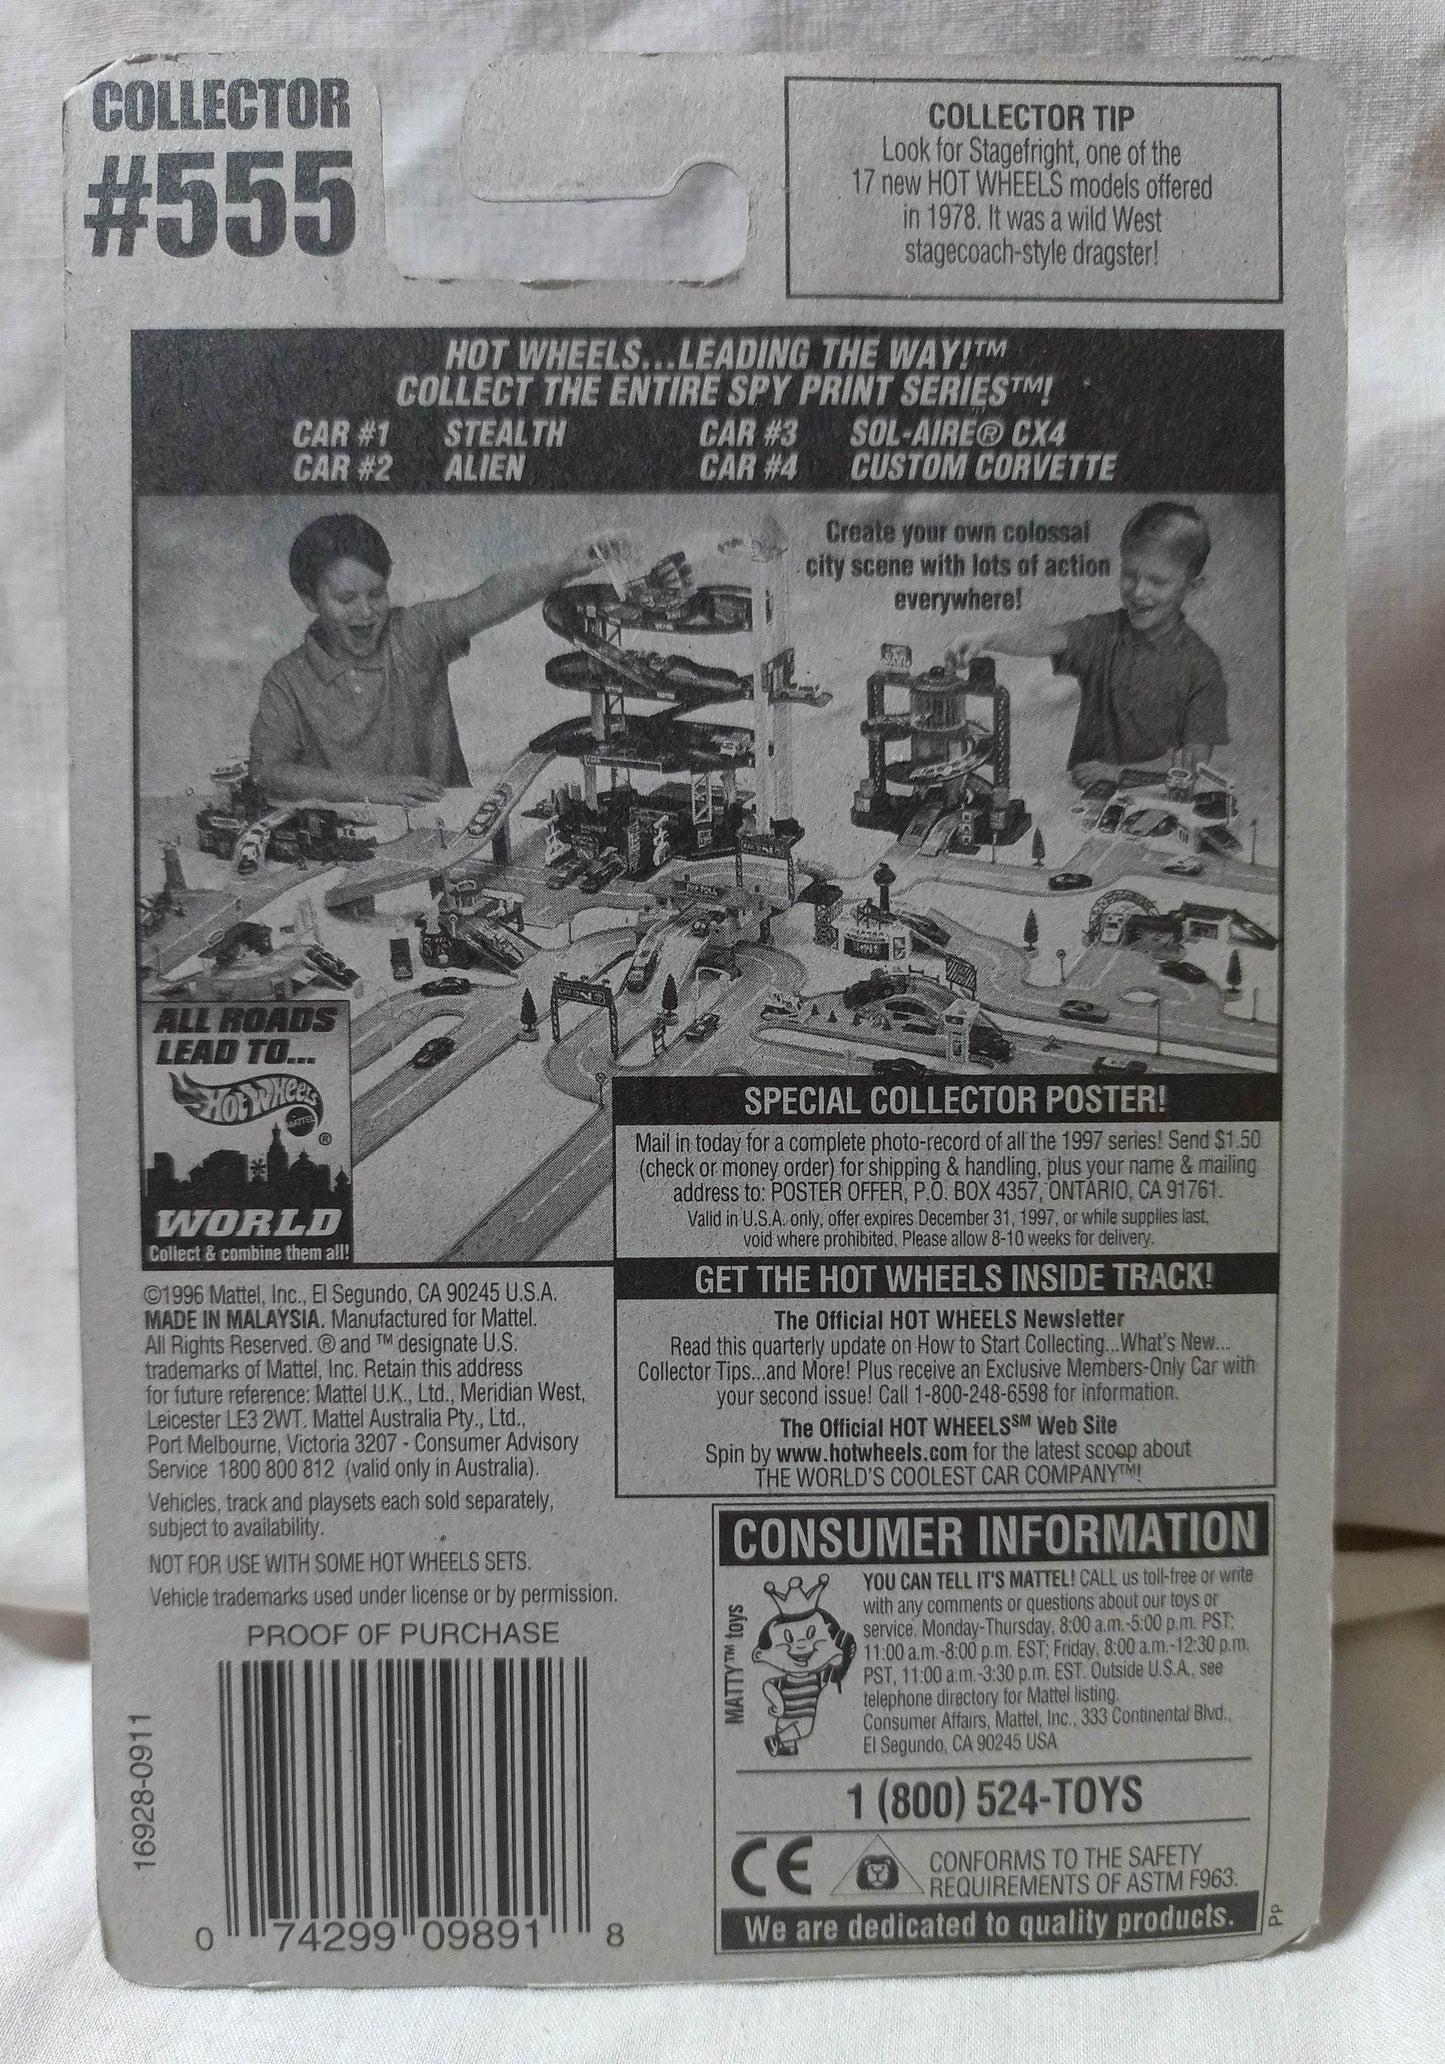 COLLECTOR
#555
COLLECTOR TIP
Look for Stagefright, one of the
17 new HOT WHEELS models offered
in 1978. It was a wild West
stagecoach-style dragster!
HOT WHEELS...LEADING THE WAY!™
COLLECT THE ENTIRE SPY PRINT SERIES™!
CAR #1 STEALTH CAR #3 SOL-AIRE® CX4
CAR #2 ALIEN CAR #4 CUSTOM CORVETTE
Create your own colossal
city scene with lots of action
everywhere!
ALL ROADS
LEAD TO...
Hot Wheels
MATTEL
®
WORLD
Collect & combine them all!
SPECIAL COLLECTOR POSTER!
Mail in today for a complete photo-record of all the 1997 series! Send $1.50
(check or money order) for shipping & handling, plus your name & mailing
address to: POSTER OFFER, P.O. BOX 4357, ONTARIO, CA 91761.
Valid in U.S.A. only, offer expires December 31, 1997, or while supplies last,
void where prohibited. Please allow 8-10 weeks for delivery.
GET THE HOT WHEELS INSIDE TRACK!
The Official HOT WHEELS Newsletter
Read this quarterly update on How to Start Collecting...What's New...
Collector Tips...and More! Plus receive an Exclusive Members-Only Car with
your second issue! Call 1-800-248-6598 for information.
The Official HOT WHEELS℠ Web Site
Spin by www.hotwheels.com for the latest scoop about
THE WORLD'S COOLEST CAR COMPANY™!
©1996 Mattel, Inc., El Segundo, CA 90245 U.S.A.
MADE IN MALAYSIA. Manufactured for Mattel.
All Rights Reserved. ® and ™ designate U.S.
trademarks of Mattel, Inc. Retain this address
for future reference: Mattel U.K., Ltd., Meridian West,
Leicester LE3 2WT. Mattel Australia Pty., Ltd.,
Port Melbourne, Victoria 3207 - Consumer Advisory
Service 1800 800 812 (valid only in Australia).
Vehicles, track and playsets each sold separately,
subject to availability.
NOT FOR USE WITH SOME HOT WHEELS SETS.
Vehicle trademarks used under license or by permission.
PROOF OF PURCHASE
16928-0911
0 74299 09891 8
CONSUMER INFORMATION
MATTY™ toys
YOU CAN TELL IT'S MATTEL! CALL us toll-free or write
with any comments or questions about our toys or
service. Monday-Thursday, 8:00 a.m.-5:00 p.m. PST;
11:00 a.m.-8:00 p.m. EST; Friday, 8:00 a.m.-12:30 p.m.
PST, 11:00 a.m.-3:30 p.m. EST. Outside U.S.A., see
telephone directory for Mattel listing.
Consumer Affairs, Mattel, Inc., 333 Continental Blvd.,
El Segundo, CA 90245 USA
1 (800) 524-TOYS
CE
CONFORMS TO THE SAFETY
REQUIREMENTS OF ASTM F963.
We are dedicated to quality products.
PP